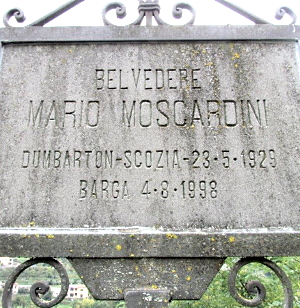 BELVEDERE
MARIO MOSCARDINI
DUMBARTON-SCOZIA-23·5·1929
BARGA 4·8·1998